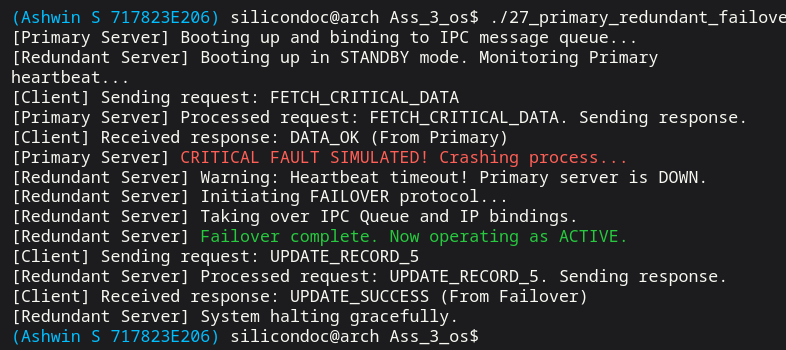 (Ashwin S 717823E206) silicondoc@arch Ass_3_os$ ./27_primary_redundant_failove
[Primary Server] Booting up and binding to IPC message queue...
[Redundant Server] Booting up in STANDBY mode. Monitoring Primary
heartbeat...
[Client] Sending request: FETCH_CRITICAL_DATA
[Primary Server] Processed request: FETCH_CRITICAL_DATA. Sending response.
[Client] Received response: DATA_OK (From Primary)
[Primary Server] CRITICAL FAULT SIMULATED! Crashing process...
[Redundant Server] Warning: Heartbeat timeout! Primary server is DOWN.
[Redundant Server] Initiating FAILOVER protocol...
[Redundant Server] Taking over IPC Queue and IP bindings.
[Redundant Server] Failover complete. Now operating as ACTIVE.
[Client] Sending request: UPDATE_RECORD_5
[Redundant Server] Processed request: UPDATE_RECORD_5. Sending response.
[Client] Received response: UPDATE_SUCCESS (From Failover)
[Redundant Server] System halting gracefully.
(Ashwin S 717823E206) silicondoc@arch Ass_3_os$